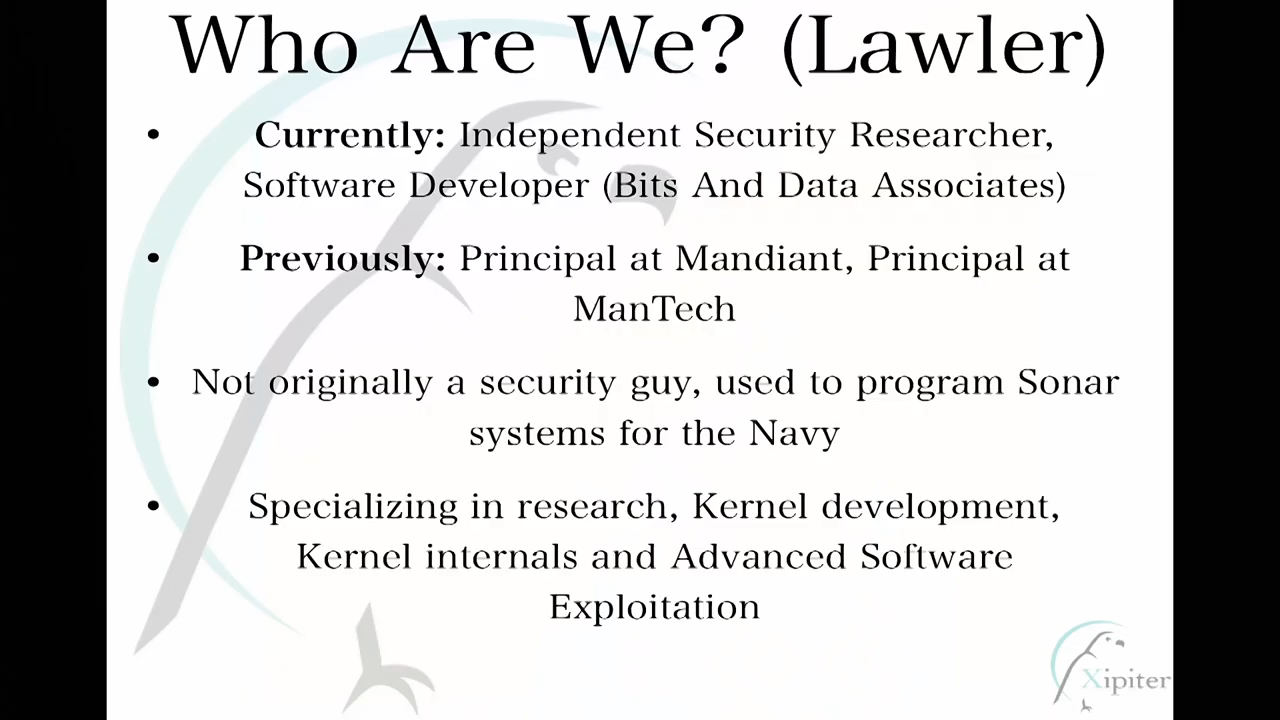 Who Are We? (Lawler)
• Currently: Independent Security Researcher,
Software Developer (Bits And Data Associates)
• Previously: Principal at Mandiant, Principal at
ManTech
• Not originally a security guy, used to program Sonar
systems for the Navy
• Specializing in research, Kernel development,
Kernel internals and Advanced Software
Exploitation
Xipiter